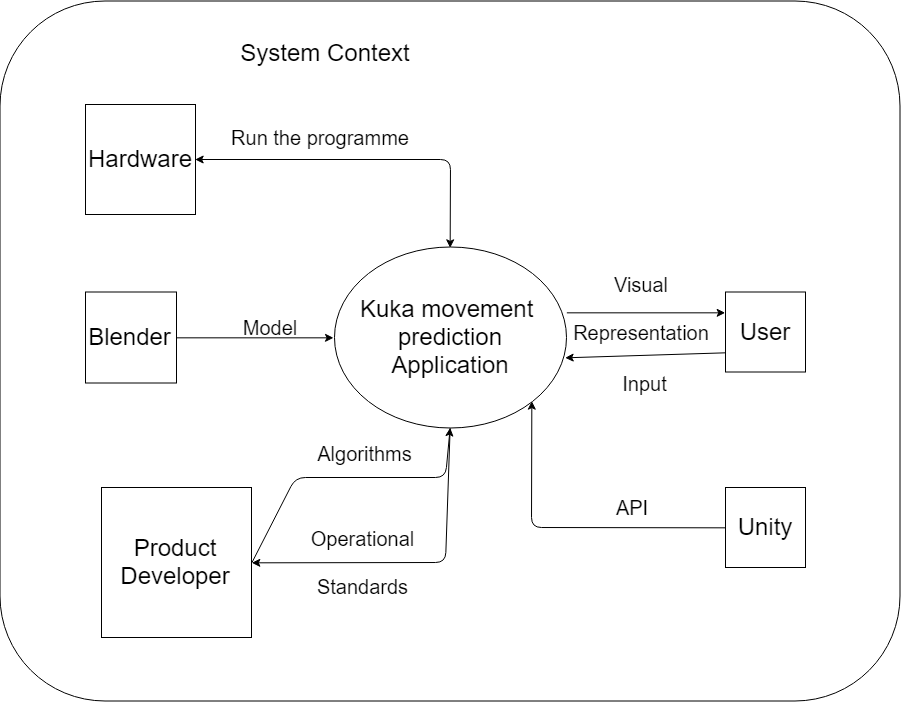 System Context
Run the programme
Hardware
Visual
Kuka movement
prediction
Application
Blender
Model
Representation
User
Input
Algorithms
API
Unity
Operational
Product
Developer
Standards